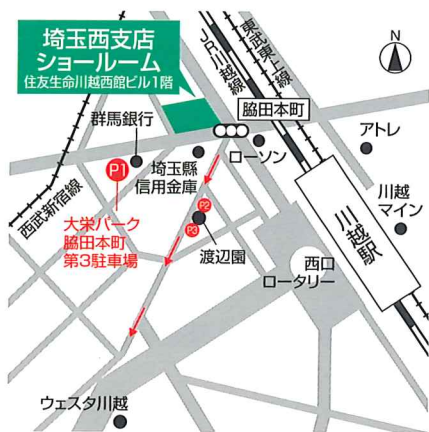 埼玉西支店
ショールーム
住友生命川越西館ビル1階
JR川越線
東武東上線
N
脇田本町
群馬銀行
アトレ
P1
埼玉縣
信用金庫
ローソン
西武新宿線
大栄パーク
脇田本町
第3駐車場
P2
P3
渡辺園
川越駅
川越
マイン
西口
ロータリー
ウェスタ川越